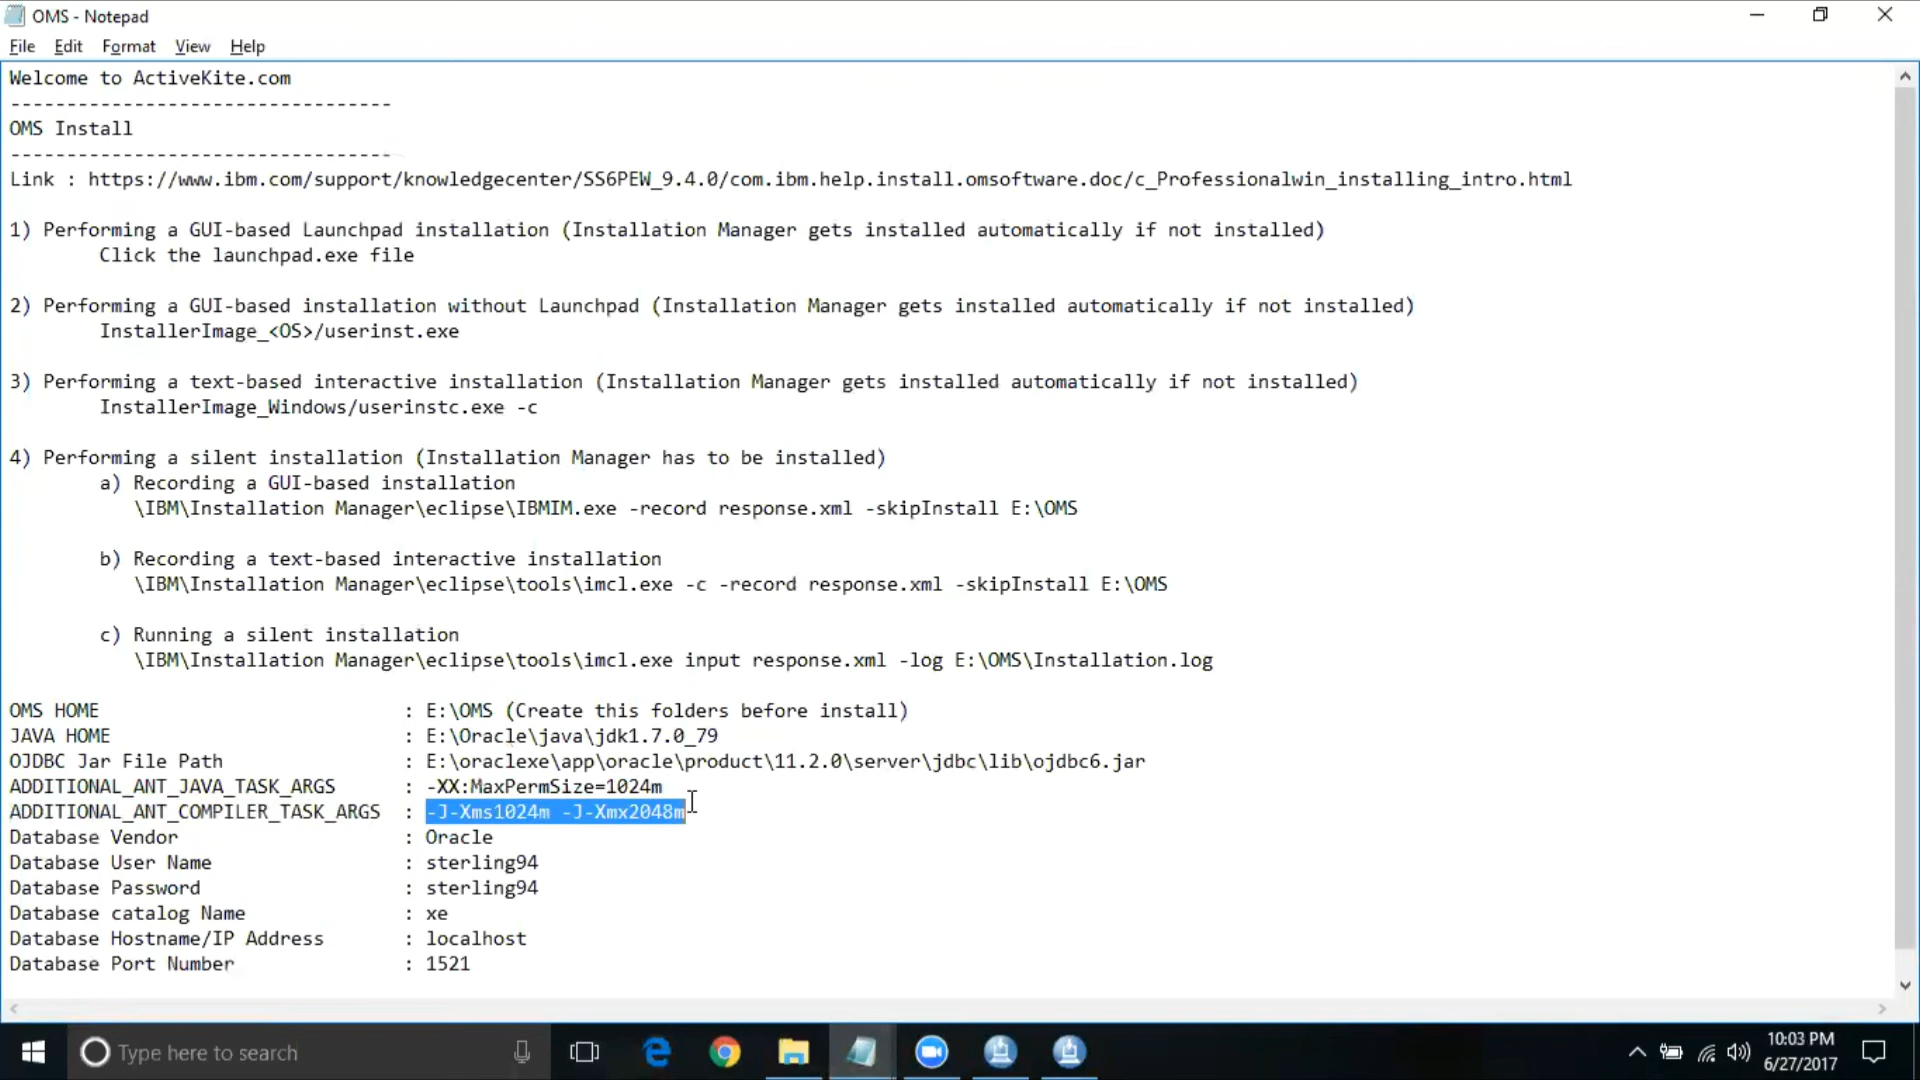 OMS - Notepad
File Edit Format View Help
Welcome to ActiveKite.com
----------------------------------
OMS Install
----------------------------------
Link : https://www.ibm.com/support/knowledgecenter/SS6PEW_9.4.0/com.ibm.help.install.omsoftware.doc/c_Professionalwin_installing_intro.html
1) Performing a GUI-based Launchpad installation (Installation Manager gets installed automatically if not installed)
Click the launchpad.exe file
2) Performing a GUI-based installation without Launchpad (Installation Manager gets installed automatically if not installed)
InstallerImage_<OS>/userinst.exe
3) Performing a text-based interactive installation (Installation Manager gets installed automatically if not installed)
InstallerImage_Windows/userinstc.exe -c
4) Performing a silent installation (Installation Manager has to be installed)
a) Recording a GUI-based installation
\IBM\Installation Manager\eclipse\IBMIM.exe -record response.xml -skipInstall E:\OMS
b) Recording a text-based interactive installation
\IBM\Installation Manager\eclipse\tools\imcl.exe -c -record response.xml -skipInstall E:\OMS
c) Running a silent installation
\IBM\Installation Manager\eclipse\tools\imcl.exe input response.xml -log E:\OMS\Installation.log
OMS HOME : E:\OMS (Create this folders before install)
JAVA HOME : E:\Oracle\java\jdk1.7.0_79
OJDBC Jar File Path : E:\oraclexe\app\oracle\product\11.2.0\server\jdbc\lib\ojdbc6.jar
ADDITIONAL_ANT_JAVA_TASK_ARGS : -XX:MaxPermSize=1024m
ADDITIONAL_ANT_COMPILER_TASK_ARGS : -J-Xms1024m -J-Xmx2048m
Database Vendor : Oracle
Database User Name : sterling94
Database Password : sterling94
Database catalog Name : xe
Database Hostname/IP Address : localhost
Database Port Number : 1521
Type here to search
10:03 PM
6/27/2017